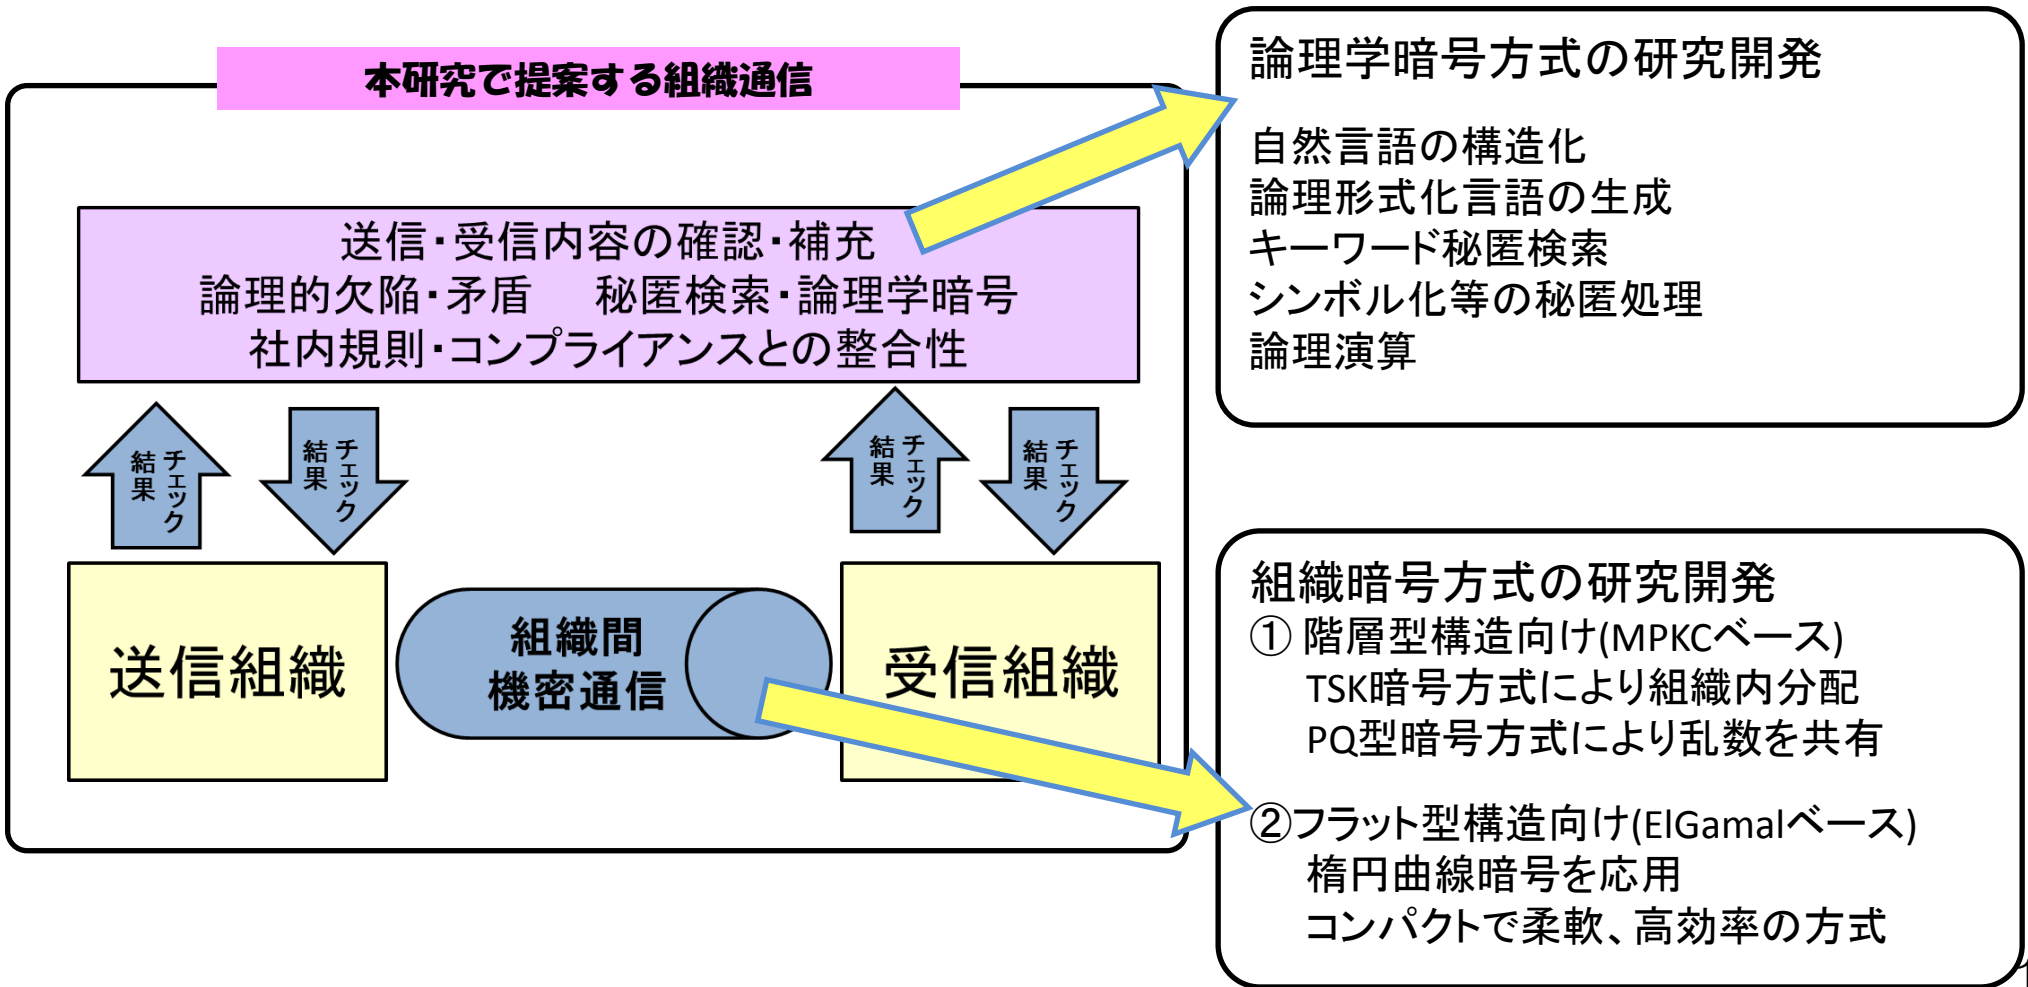 本研究で提案する組織通信
送信・受信内容の確認・補充
論理的欠陥・矛盾　秘匿検索・論理学暗号
社内規則・コンプライアンスとの整合性
チェック
結果
チェック
結果
チェック
結果
チェック
結果
送信組織
組織間
機密通信
受信組織
論理学暗号方式の研究開発
自然言語の構造化
論理形式化言語の生成
キーワード秘匿検索
シンボル化等の秘匿処理
論理演算
組織暗号方式の研究開発
① 階層型構造向け(MPKCベース)
TSK暗号方式により組織内分配
PQ型暗号方式により乱数を共有
②フラット型構造向け(ElGamalベース)
楕円曲線暗号を応用
コンパクトで柔軟、高効率の方式